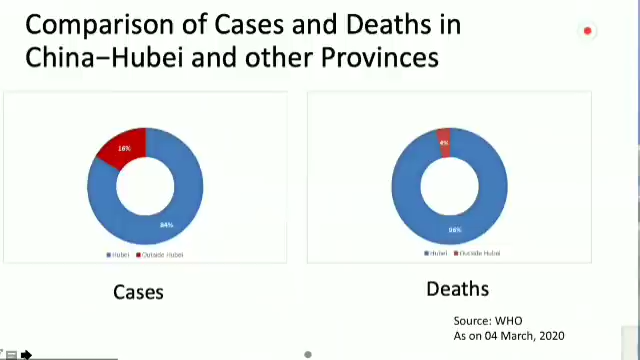 Comparison of Cases and Deaths in
China–Hubei and other Provinces
16%
84%
Hubei Outside Hubei
Cases
4%
96%
Hubei Outside Hubei
Deaths
Source: WHO
As on 04 March, 2020